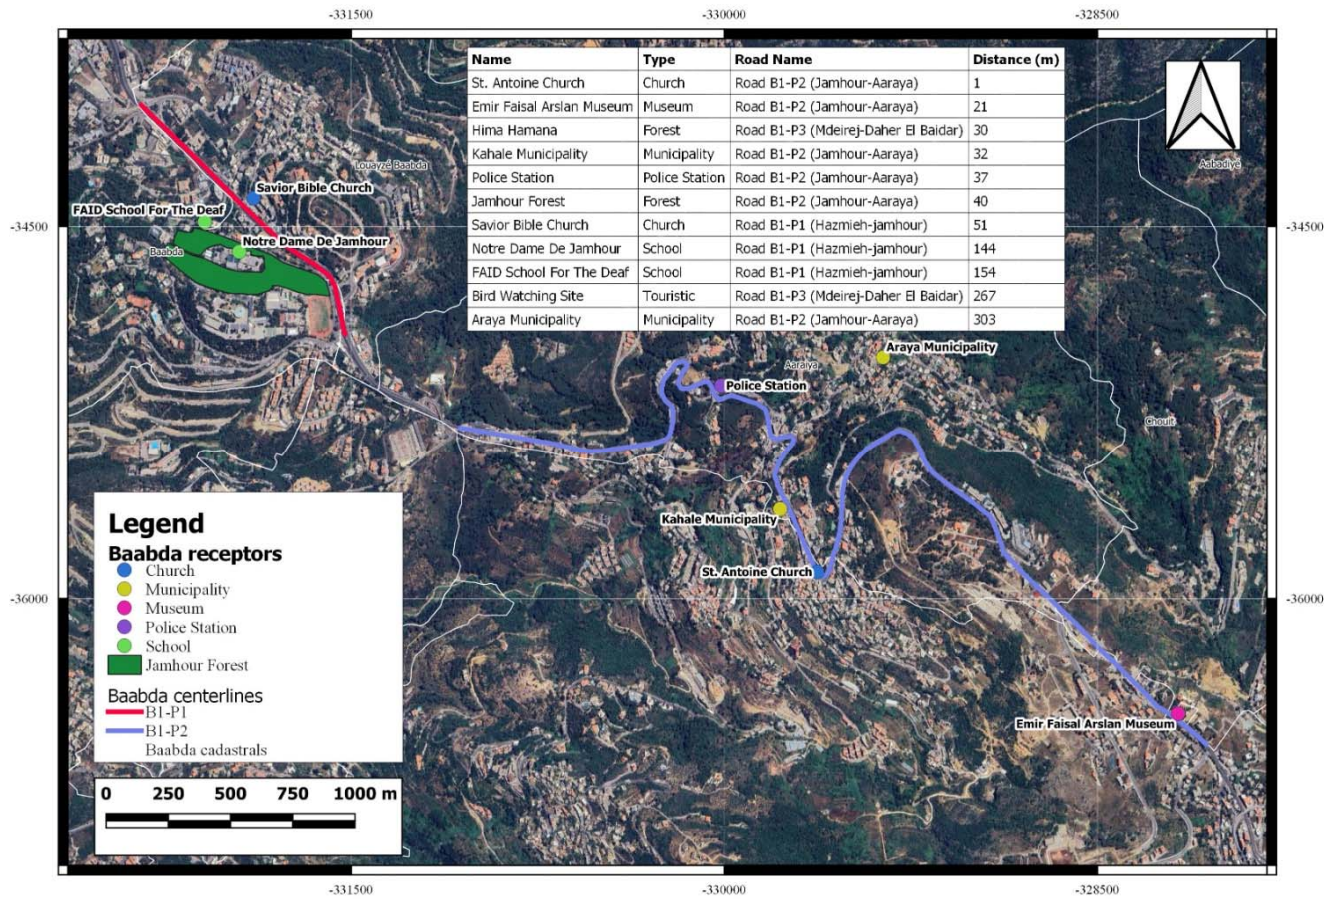 -331500 -330000 -328500
Name Type Road Name Distance (m)
St. Antoine Church Church Road B1-P2 (Jamhour-Aaraya) 1
Emir Faisal Arslan Museum Museum Road B1-P2 (Jamhour-Aaraya) 21
Hima Hamana Forest Road B1-P3 (Mdeirej-Daher El Baidar) 30
Kahale Municipality Municipality Road B1-P2 (Jamhour-Aaraya) 32
Police Station Police Station Road B1-P2 (Jamhour-Aaraya) 37
Jamhour Forest Forest Road B1-P2 (Jamhour-Aaraya) 40
Savior Bible Church Church Road B1-P1 (Hazmieh-jamhour) 51
Notre Dame De Jamhour School Road B1-P1 (Hazmieh-jamhour) 144
FAID School For The Deaf School Road B1-P1 (Hazmieh-jamhour) 154
Bird Watching Site Touristic Road B1-P3 (Mdeirej-Daher El Baidar) 267
Araya Municipality Municipality Road B1-P2 (Jamhour-Aaraya) 303
Louayzé Baabda
Aabadiyé
Savior Bible Church
FAID School For The Deaf
-34500 -34500
Notre Dame De Jamhour
Baabda
Araya Municipality
Aaraiya
Police Station
Chouit
Kahale Municipality
St. Antoine Church
-36000 -36000
Emir Faisal Arslan Museum
Legend
Baabda receptors
Church
Municipality
Museum
Police Station
School
Jamhour Forest
Baabda centerlines
B1-P1
B1-P2
Baabda cadastrals
0 250 500 750 1000 m
-331500 -330000 -328500